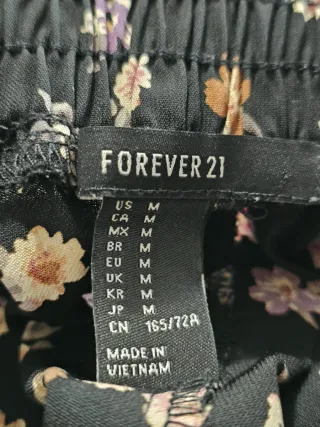 FOREVER 21
US M
CA M
MX M
BR M
EU M
UK M
KR M
JP M
CN 165/72A
MADE IN
VIETNAM